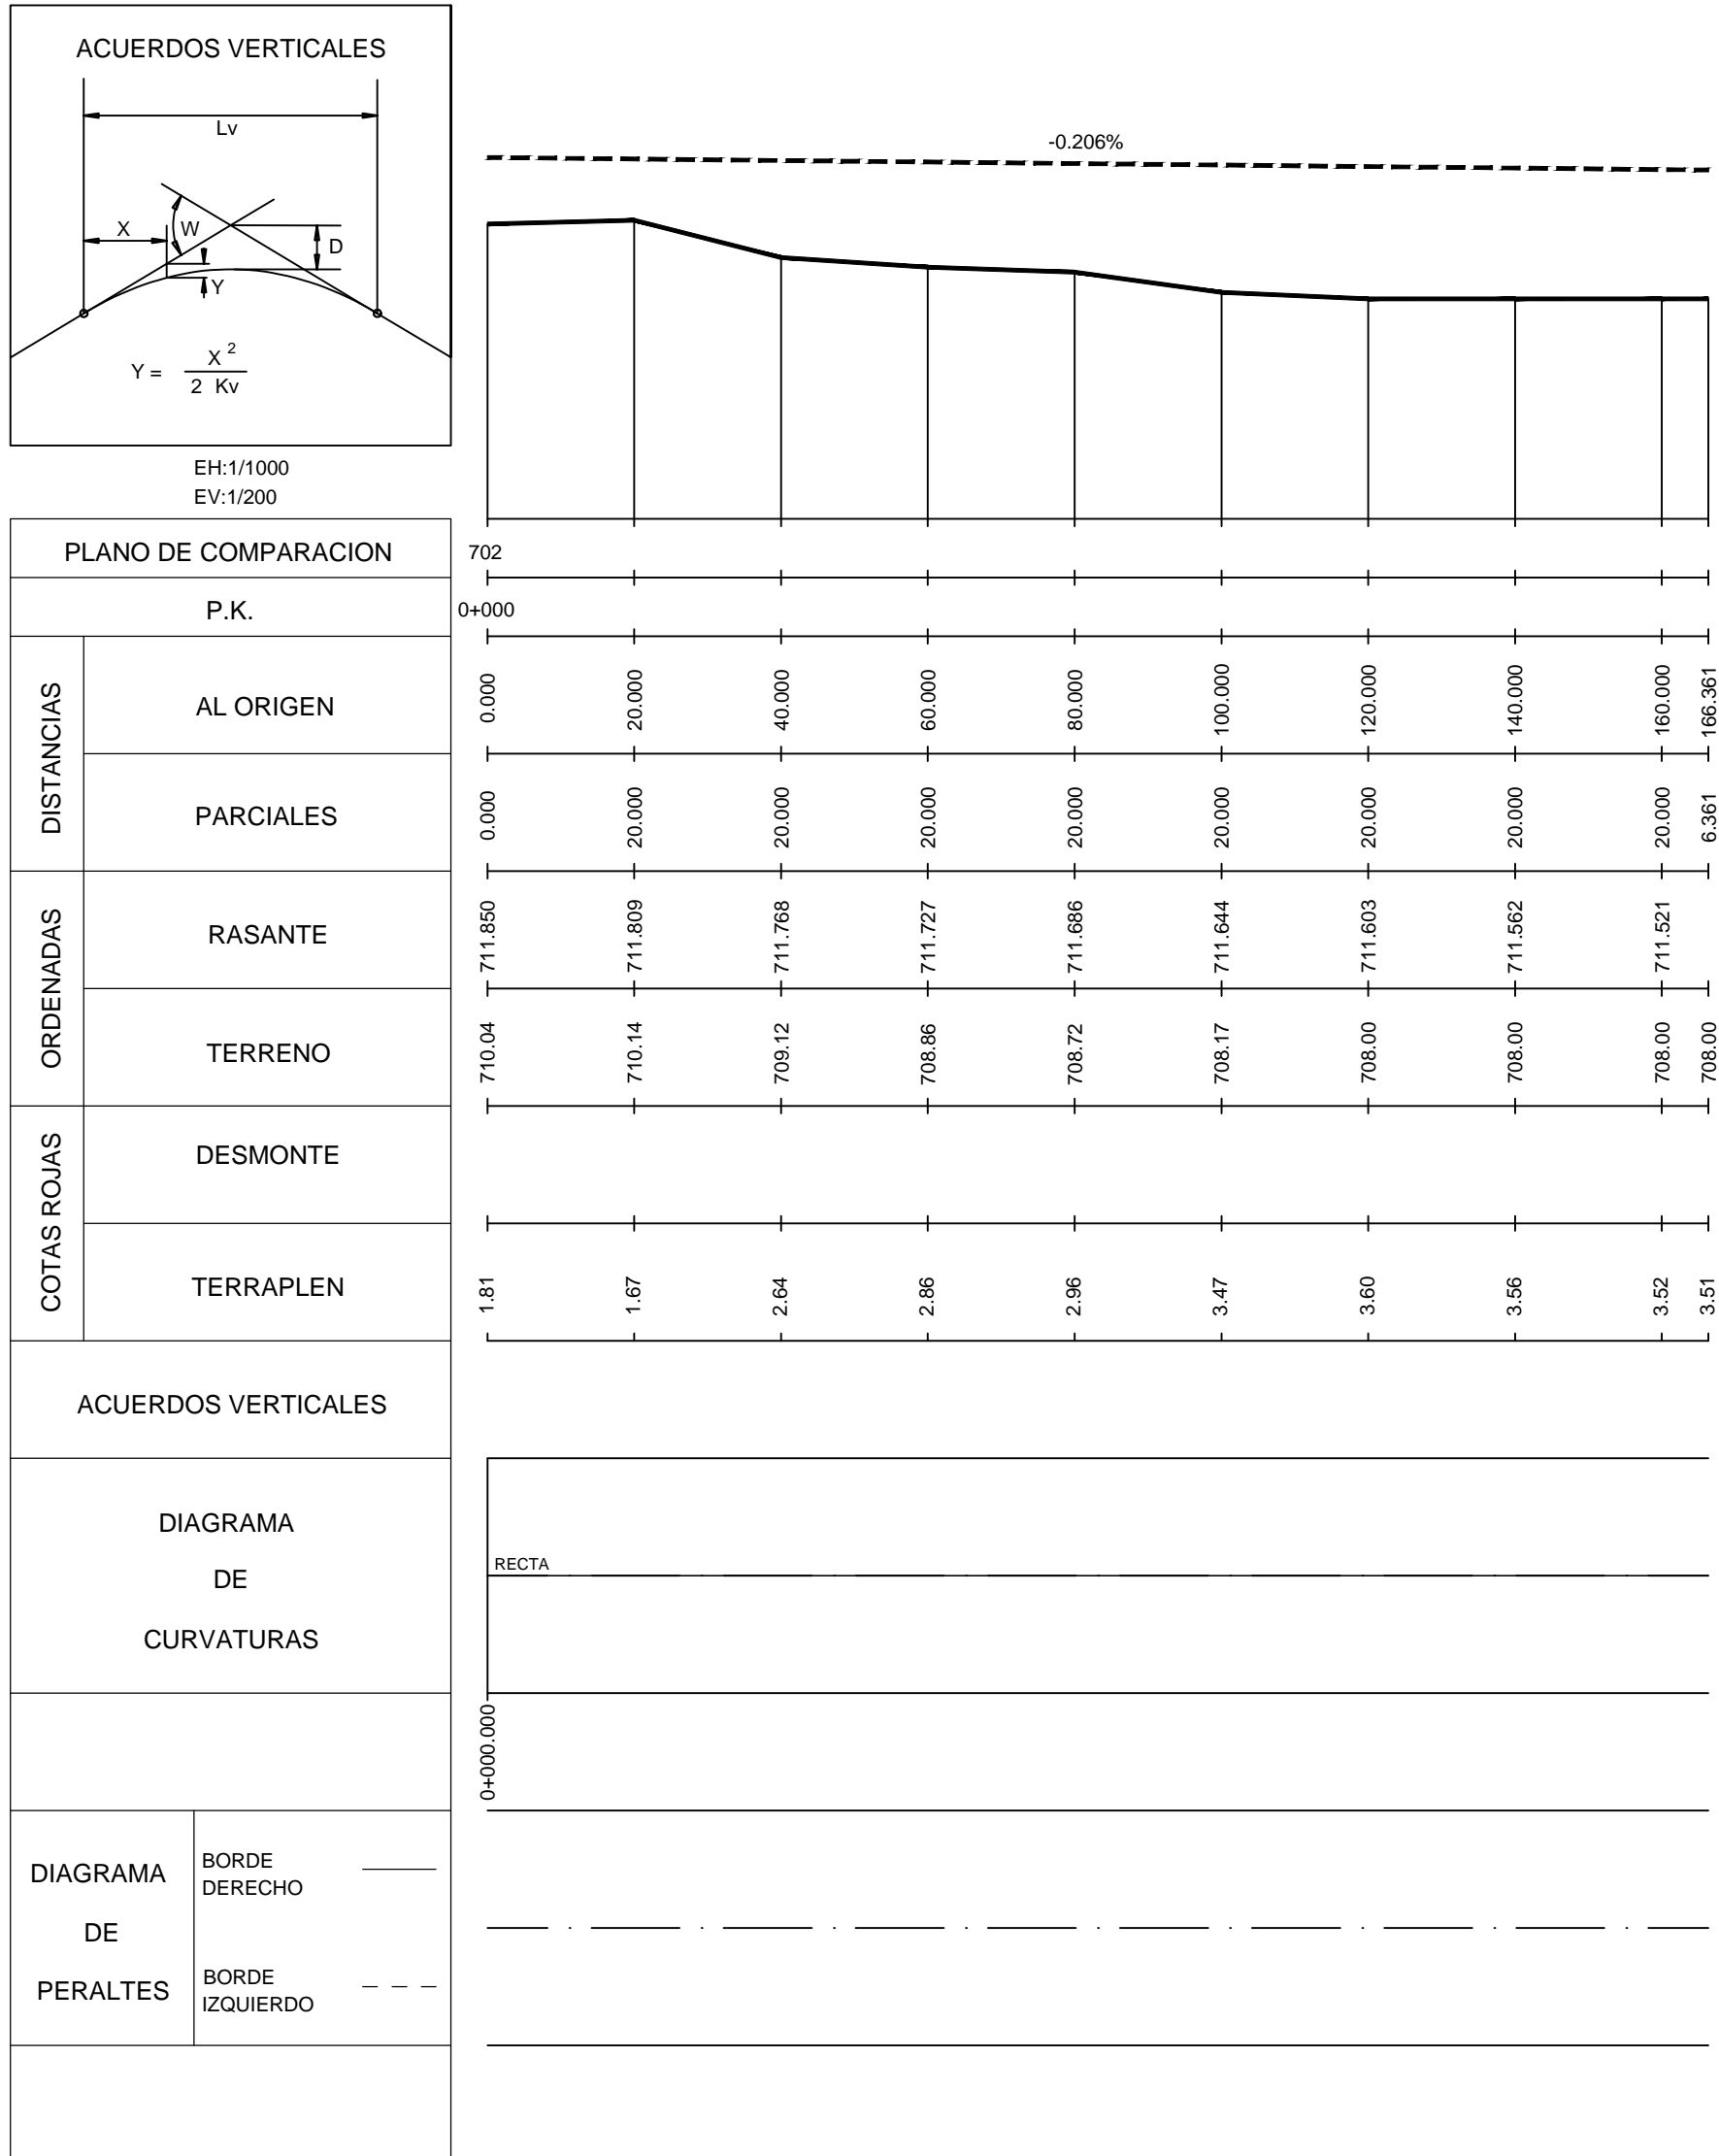 ACUERDOS VERTICALES
Lv
X
W
D
Y
Y = X 2
2 Kv
EH:1/1000
EV:1/200
-0.206%
PLANO DE COMPARACION
702
P.K.
0+000
DISTANCIAS
AL ORIGEN
0.000 20.000 40.000 60.000 80.000 100.000 120.000 140.000 160.000 166.361
PARCIALES
0.000 20.000 20.000 20.000 20.000 20.000 20.000 20.000 20.000 6.361
ORDENADAS
RASANTE
711.850 711.809 711.768 711.727 711.686 711.644 711.603 711.562 711.521
TERRENO
710.04 710.14 709.12 708.86 708.72 708.17 708.00 708.00 708.00 708.00
COTAS ROJAS
DESMONTE
TERRAPLEN
1.81 1.67 2.64 2.86 2.96 3.47 3.60 3.56 3.52 3.51
ACUERDOS VERTICALES
DIAGRAMA
DE
CURVATURAS
RECTA
0+000.000
DIAGRAMA
DE
PERALTES
BORDE
DERECHO
BORDE
IZQUIERDO